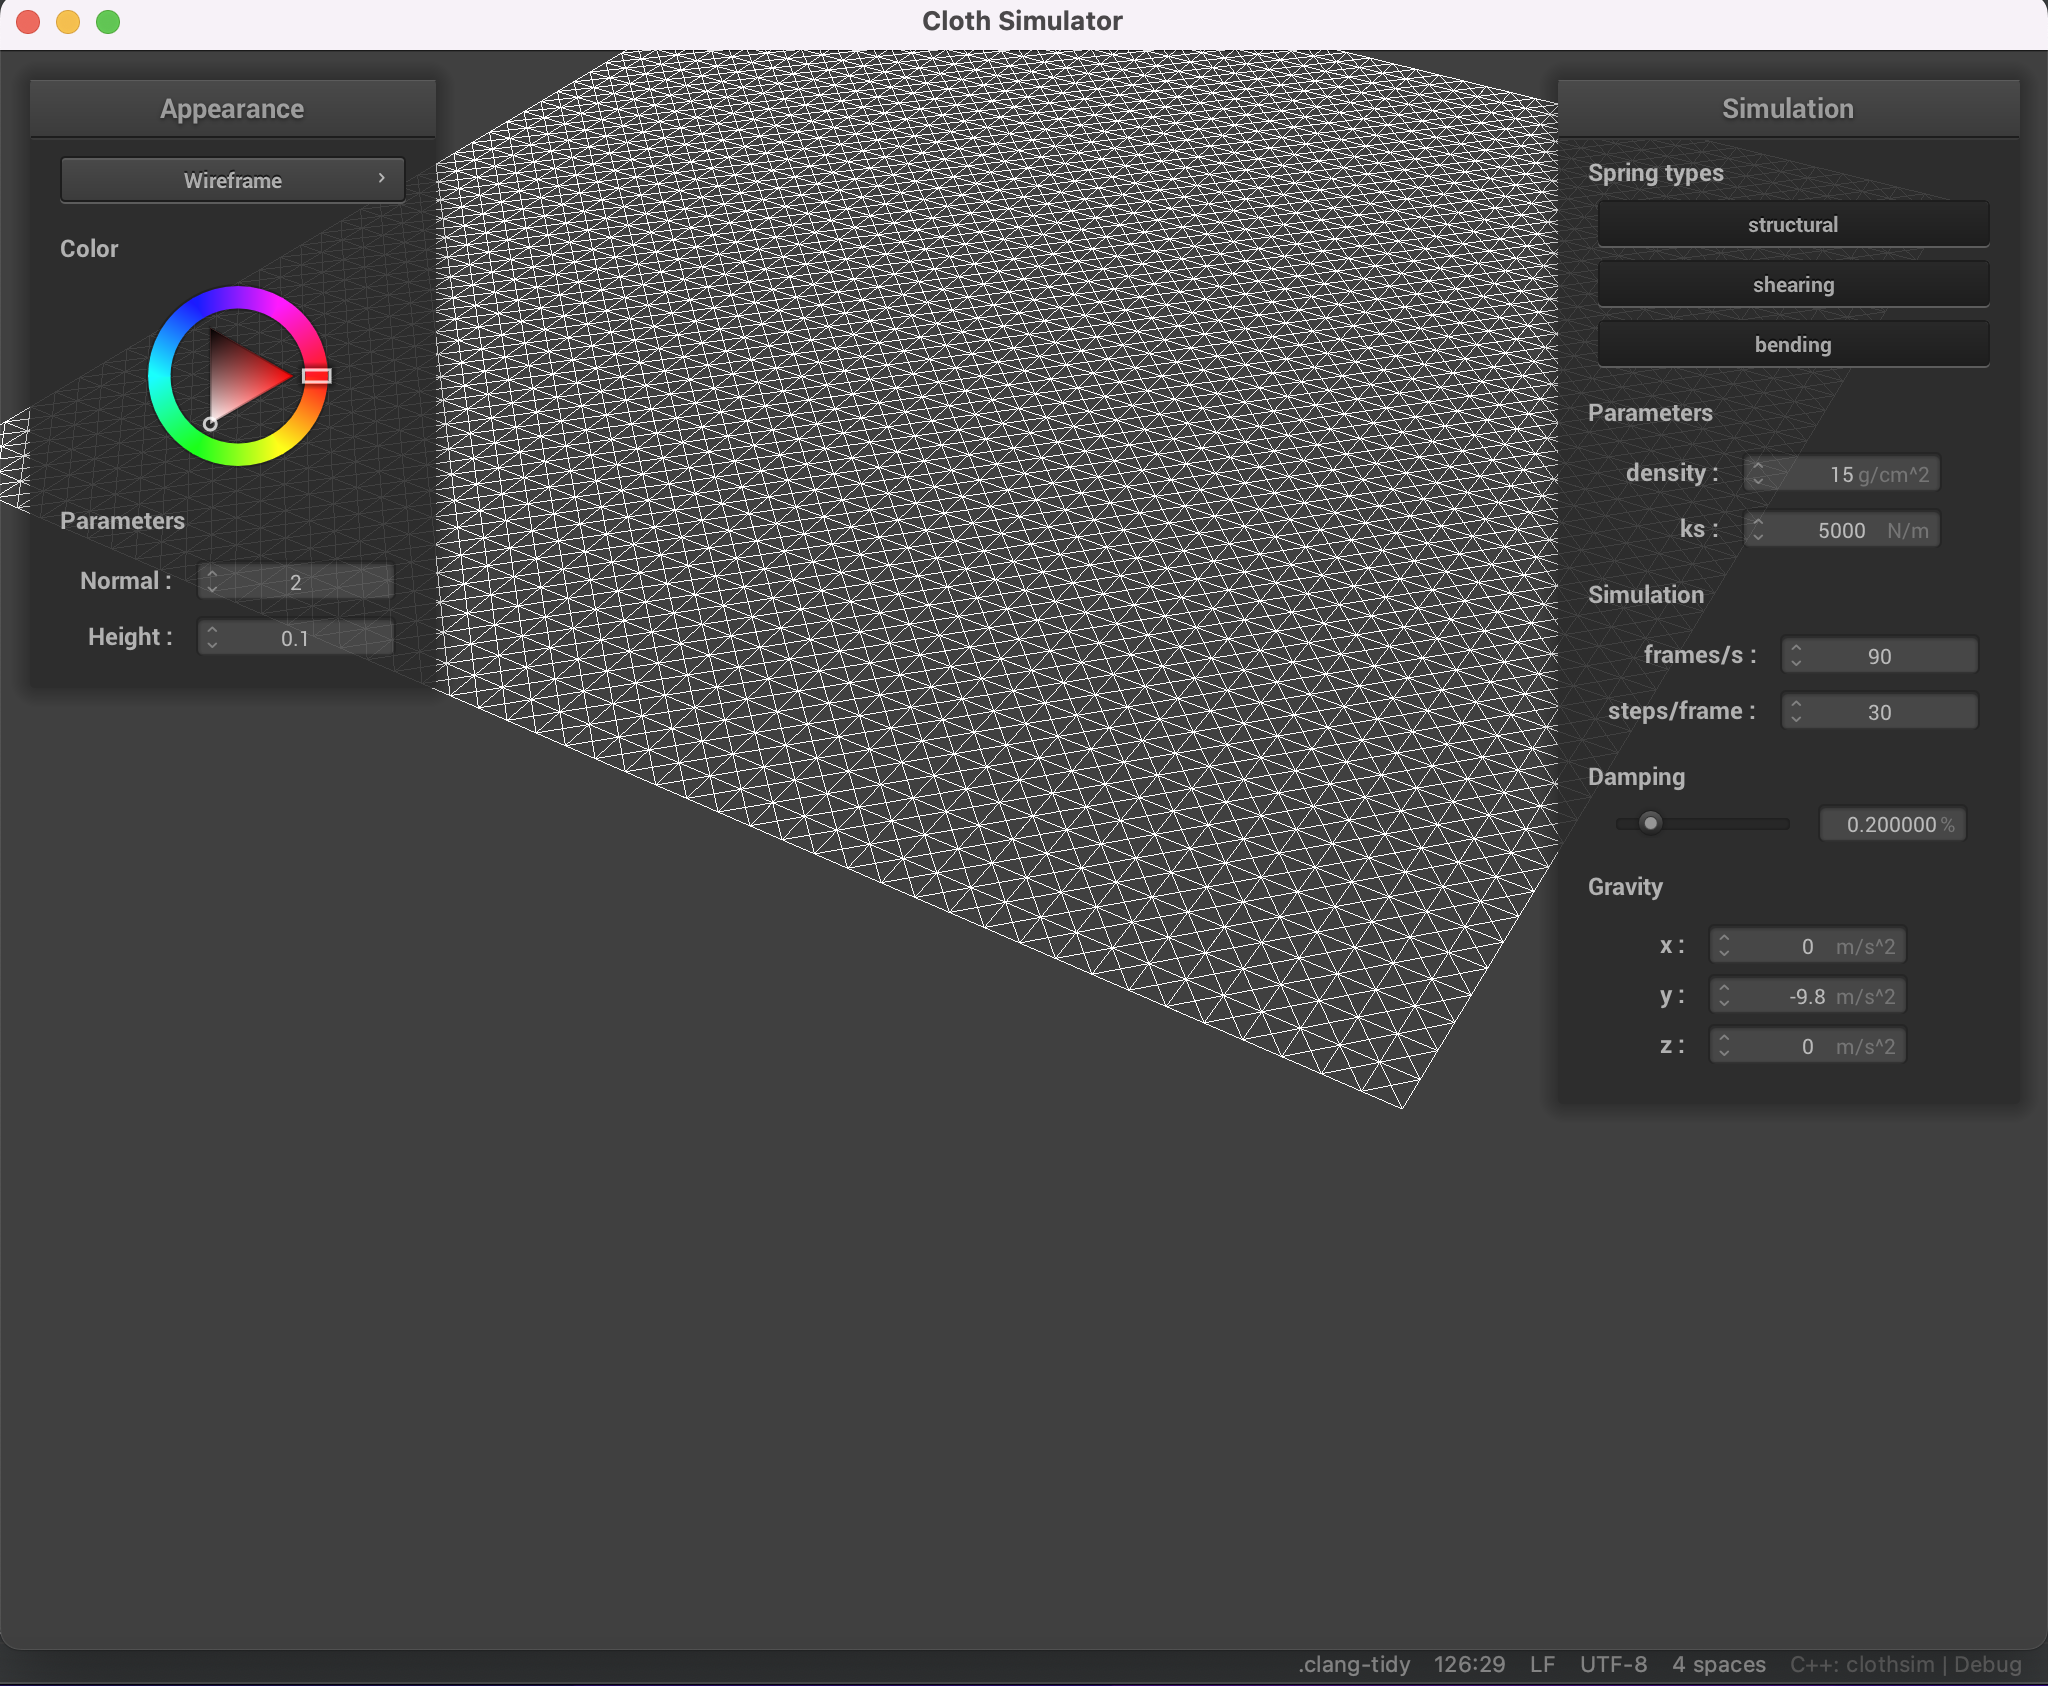 Cloth Simulator
Appearance
Wireframe
Color
Parameters
Normal : 2
Height : 0.1
Simulation
Spring types
structural
shearing
bending
Parameters
density : 15 g/cm^2
ks : 5000 N/m
Simulation
frames/s : 90
steps/frame : 30
Damping
0.200000 %
Gravity
x : 0 m/s^2
y : -9.8 m/s^2
z : 0 m/s^2
.clang-tidy 126:29 LF UTF-8 4 spaces C++: clothsim | Debug